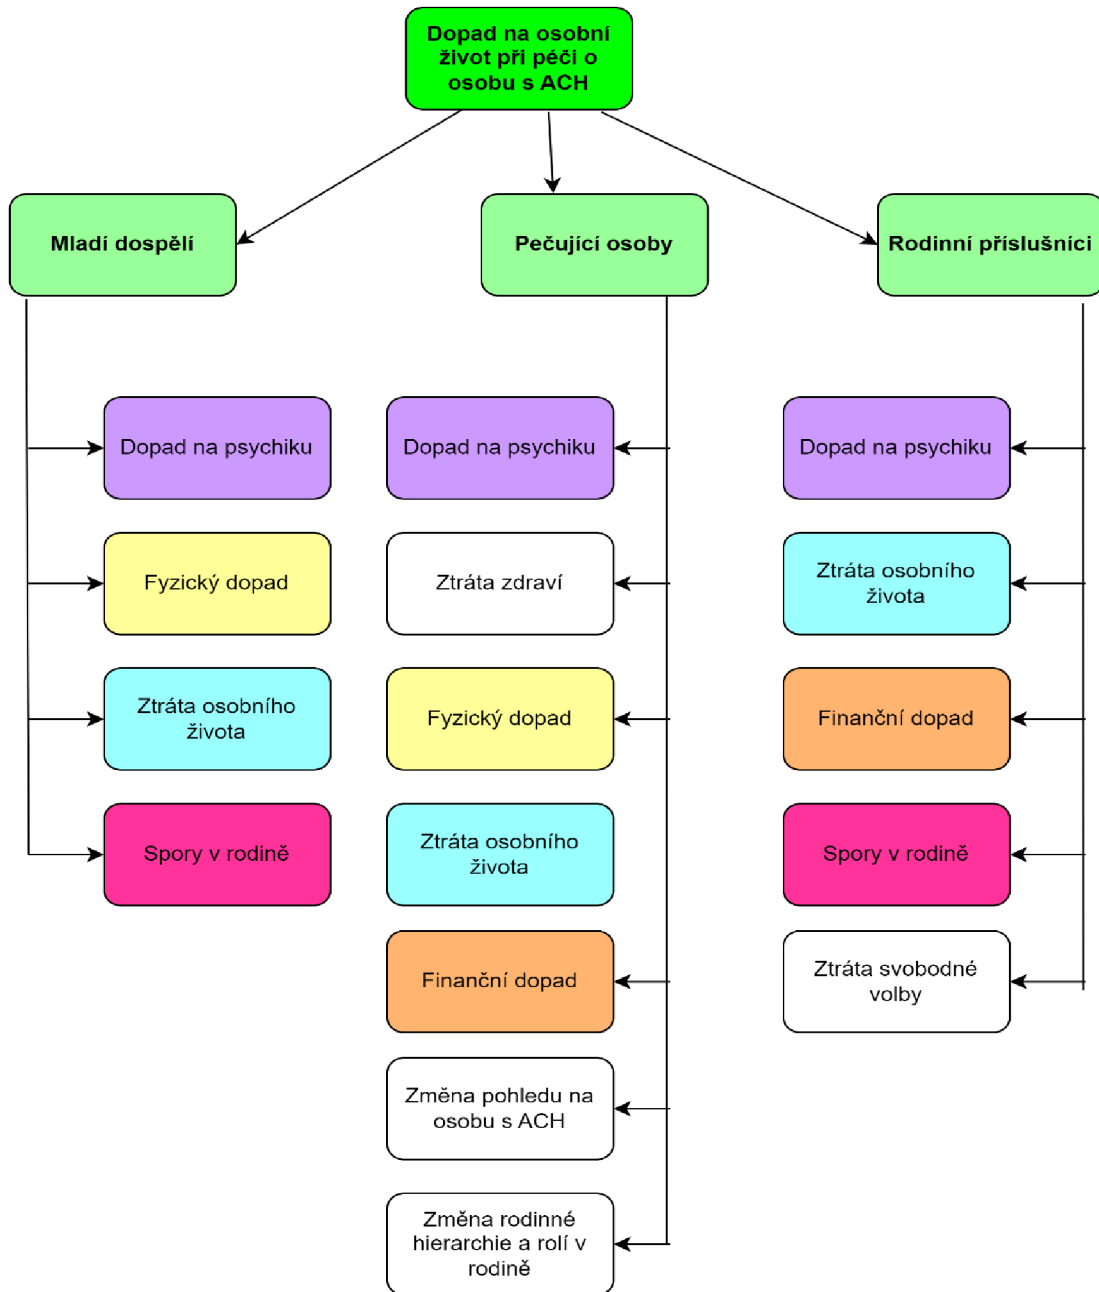 Dopad na osobní
život při péči o
osobu s ACH
Mladí dospělí
Pečující osoby
Rodinní příslušníci
Dopad na psychiku
Fyzický dopad
Ztráta osobního
života
Spory v rodině
Dopad na psychiku
Ztráta zdraví
Fyzický dopad
Ztráta osobního
života
Finanční dopad
Změna pohledu na
osobu s ACH
Změna rodinné
hierarchie a rolí v
rodině
Dopad na psychiku
Ztráta osobního
života
Finanční dopad
Spory v rodině
Ztráta svobodné
volby